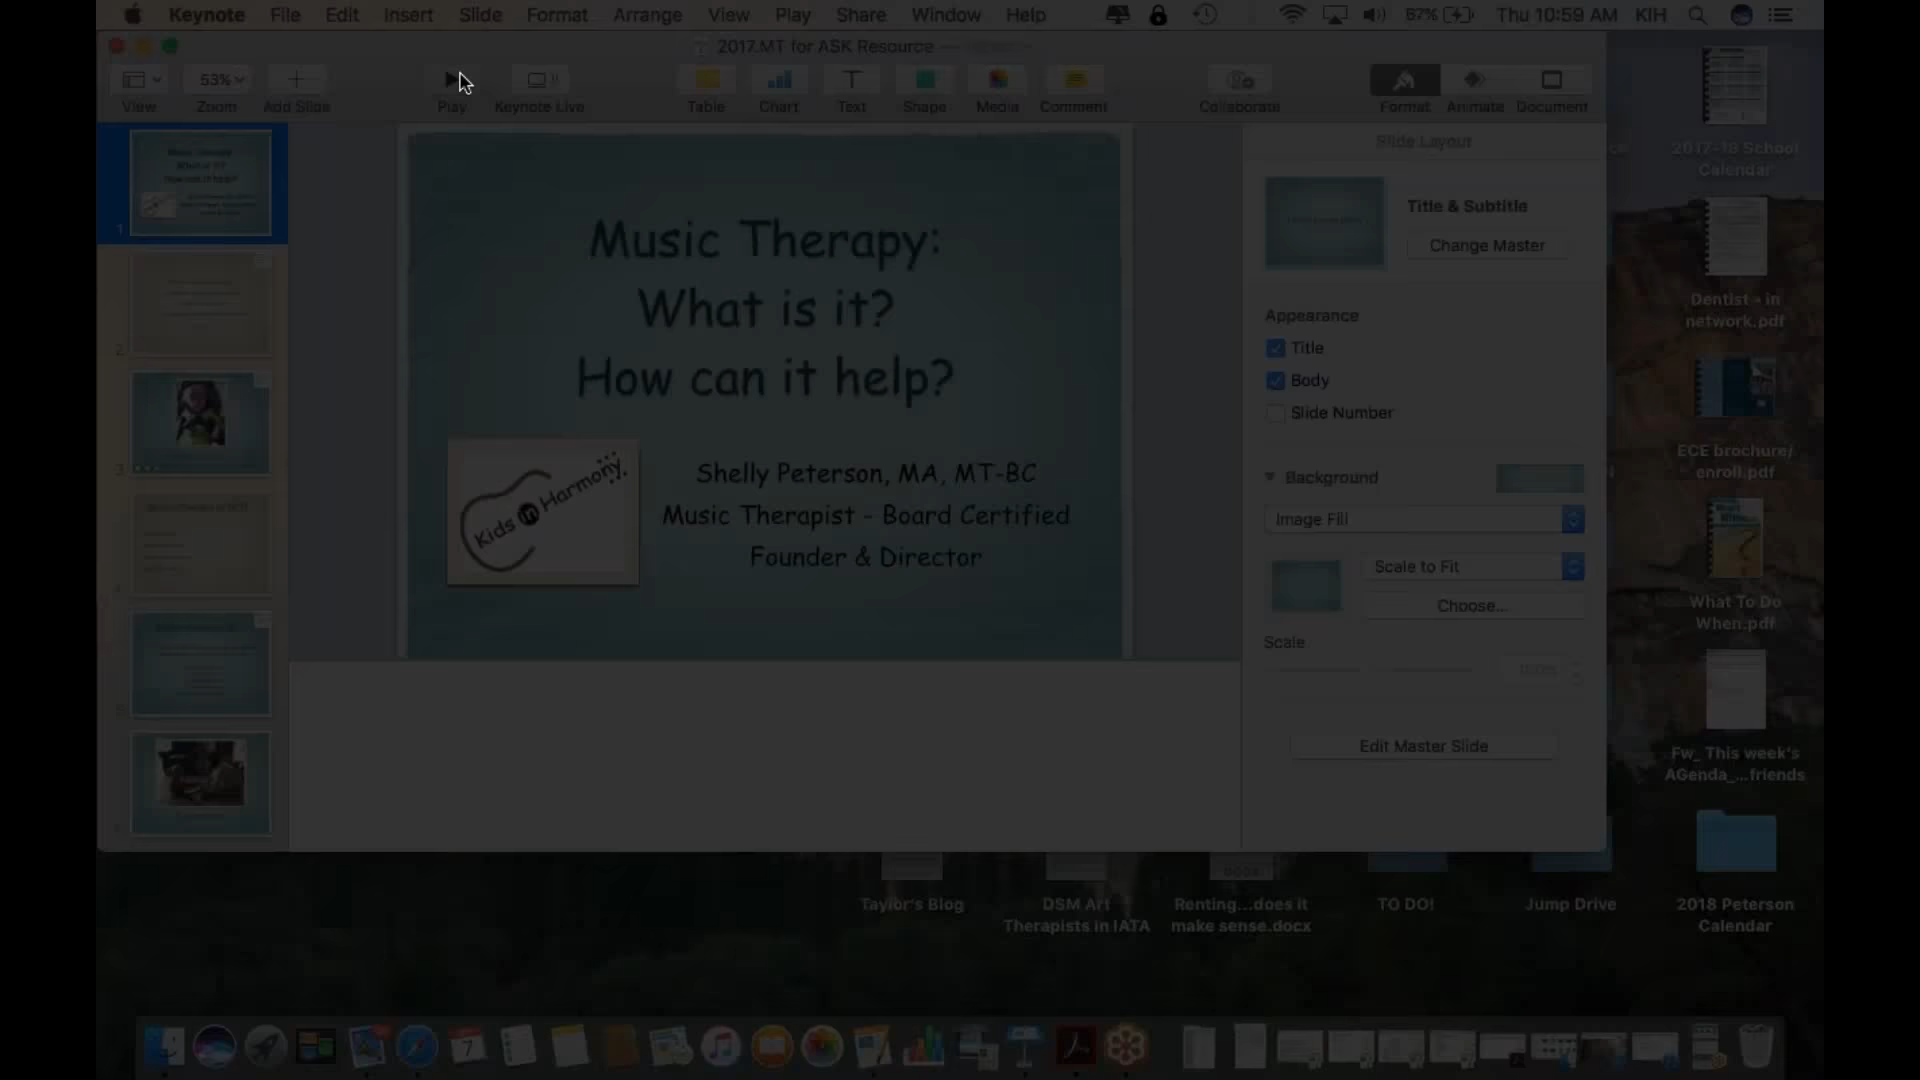 Keynote File Edit Insert Slide Format Arrange View Play Share Window Help 67% Thu 10:59 AM KIH
2017.MT for ASK Resource
53%
View Zoom Add Slide Play Keynote Live Table Chart Text Shape Media Comment Collaborate Format Animate Document
1
2
3
Music Therapy:
What is it?
How can it help?
Kids in Harmony
Shelly Peterson, MA, MT-BC
Music Therapist - Board Certified
Founder & Director
Slide Layout
Title & Subtitle
Change Master
Appearance
Title
Body
Slide Number
Background
Image Fill
Scale to Fit
Choose...
Scale
Edit Master Slide
2017-18 School
Calendar
Dentist - in
network.pdf
ECE brochure/
enroll.pdf
What To Do
When.pdf
Fw_ This week's
AGenda_...friends
Taylor's Blog
DSM Art
Therapists in IATA
Renting...does it
make sense.docx
TO DO!
Jump Drive
2018 Peterson
Calendar
7